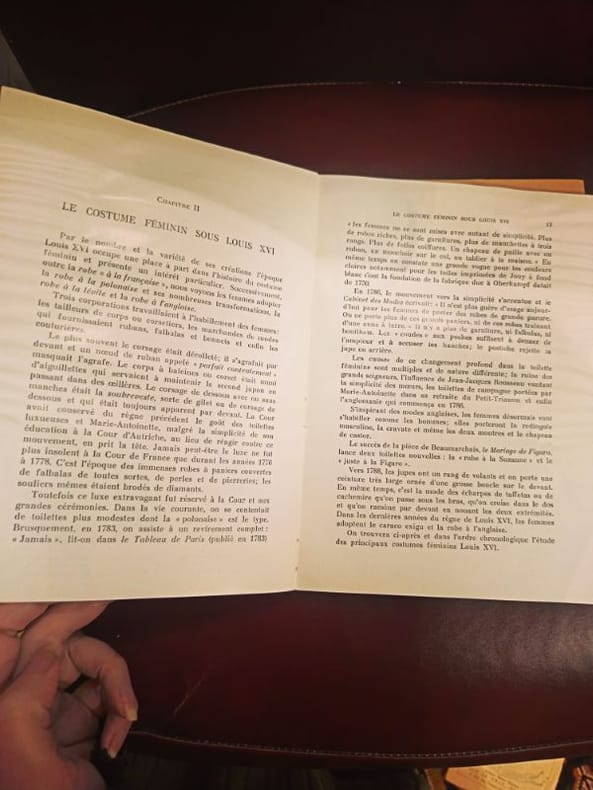 CHAPITRE II
LE COSTUME FÉMININ SOUS LOUIS XVI
Par le nombre et la variété de ses créations l'époque
Louis XVI occupe une place à part dans l'histoire du costume
féminin et présente un intérêt particulier. Successivement,
outre la robe « à la française », nous voyons les femmes adopter
la robe à la polonaise et ses nombreuses transformations, la
robe à la lévite et la robe à l'anglaise.
Trois corporations travaillaient à l'habillement des femmes:
les tailleurs de corps ou corsetiers, les marchandes de modes
qui fournissaient rubans, falbalas et bonnets et enfin les
couturières.
Le plus souvent le corsage était décolleté; il s'agrafait par
devant et un nœud de ruban appelé « parfait contentement »
masquait l'agrafe. Le corps à baleines ou corset était muni
d'aiguillettes qui servaient à maintenir le second jupon en
passant dans des œillères. Le corsage de dessous avec ou sans
manches était la soubreveste, sorte de gilet ou de corsage de
dessous et qui était toujours apparent par devant. La Cour
avait conservé du règne précédent le goût des toilettes
luxueuses et Marie-Antoinette, malgré la simplicité de son
éducation à la Cour d'Autriche, au lieu de réagir contre ce
mouvement, en prit la tête. Jamais peut-être le luxe ne fut
plus insolent à la Cour de France que durant les années 1776
à 1778. C'est l'époque des immenses robes à paniers couvertes
de falbalas de toutes sortes, de perles et de pierreries; les
souliers mêmes étaient brodés de diamants.
Toutefois ce luxe extravagant fut réservé à la Cour et aux
grandes cérémonies. Dans la vie courante, on se contentait
de toilettes plus modestes dont la « polonaise » est le type.
Brusquement, en 1783, on assiste à un revirement complet :
« Jamais », lit-on dans le Tableau de Paris (publié en 1783)
LE COSTUME FÉMININ SOUS LOUIS XVI 13
« les femmes ne se sont mises avec autant de simplicité. Plus
de robes riches, plus de garnitures, plus de manchettes à trois
rangs. Plus de folles coiffures. Un chapeau de paille avec un
ruban, un mouchoir sur le col, un tablier à la maison. » En
même temps on constate une grande vogue pour les couleurs
claires notamment pour les toiles imprimées de Jouy à fond
blanc dont la fondation de la fabrique due à Oberkampf datait
de 1760.
En 1786, le mouvement vers la simplicité s'accentue et le
Cabinet des Modes écrivait: « Il n'est plus guère d'usage aujour-
d'hui pour les femmes de porter des robes de grande parure.
On ne porte plus de ces grands paniers, ni de ces robes traînant
d'une aune à terre. » Il n'y a plus de garniture, ni falbalas, ni
bouillons. Les « coudes » aux poches suffisent à donner de
l'ampleur et à accuser les hanches; le postiche rejette la
jupe en arrière.
Les causes de ce changement profond dans la toilette
féminine sont multiples et de nature différente; la ruine des
grands seigneurs, l'influence de Jean-Jacques Rousseau vantant
la simplicité des mœurs, les toilettes de campagne portées par
Marie-Antoinette dans sa retraite du Petit-Trianon et enfin
l'anglomanie qui commença en 1786.
S'inspirant des modes anglaises, les femmes désormais vont
s'habiller comme les hommes; elles porteront la redingote
masculine, la cravate et même les deux montres et le chapeau
de castor.
Le succès de la pièce de Beaumarchais, le Mariage de Figaro,
lance deux toilettes nouvelles : la « robe à la Suzanne » et le
« juste à la Figaro ».
Vers 1788, les jupes ont un rang de volants et on porte une
ceinture très large ornée d'une grosse boucle sur le devant.
En même temps, c'est la mode des écharpes de taffetas ou de
cachemire qu'on passe sous les bras, qu'on croise dans le dos
et qu'on ramène par devant en nouant les deux extrémités.
Dans les dernières années du règne de Louis XVI, les femmes
adoptent le caraco exigu et la robe à l'anglaise.
On trouvera ci-après et dans l'ordre chronologique l'étude
des principaux costumes féminins Louis XVI.